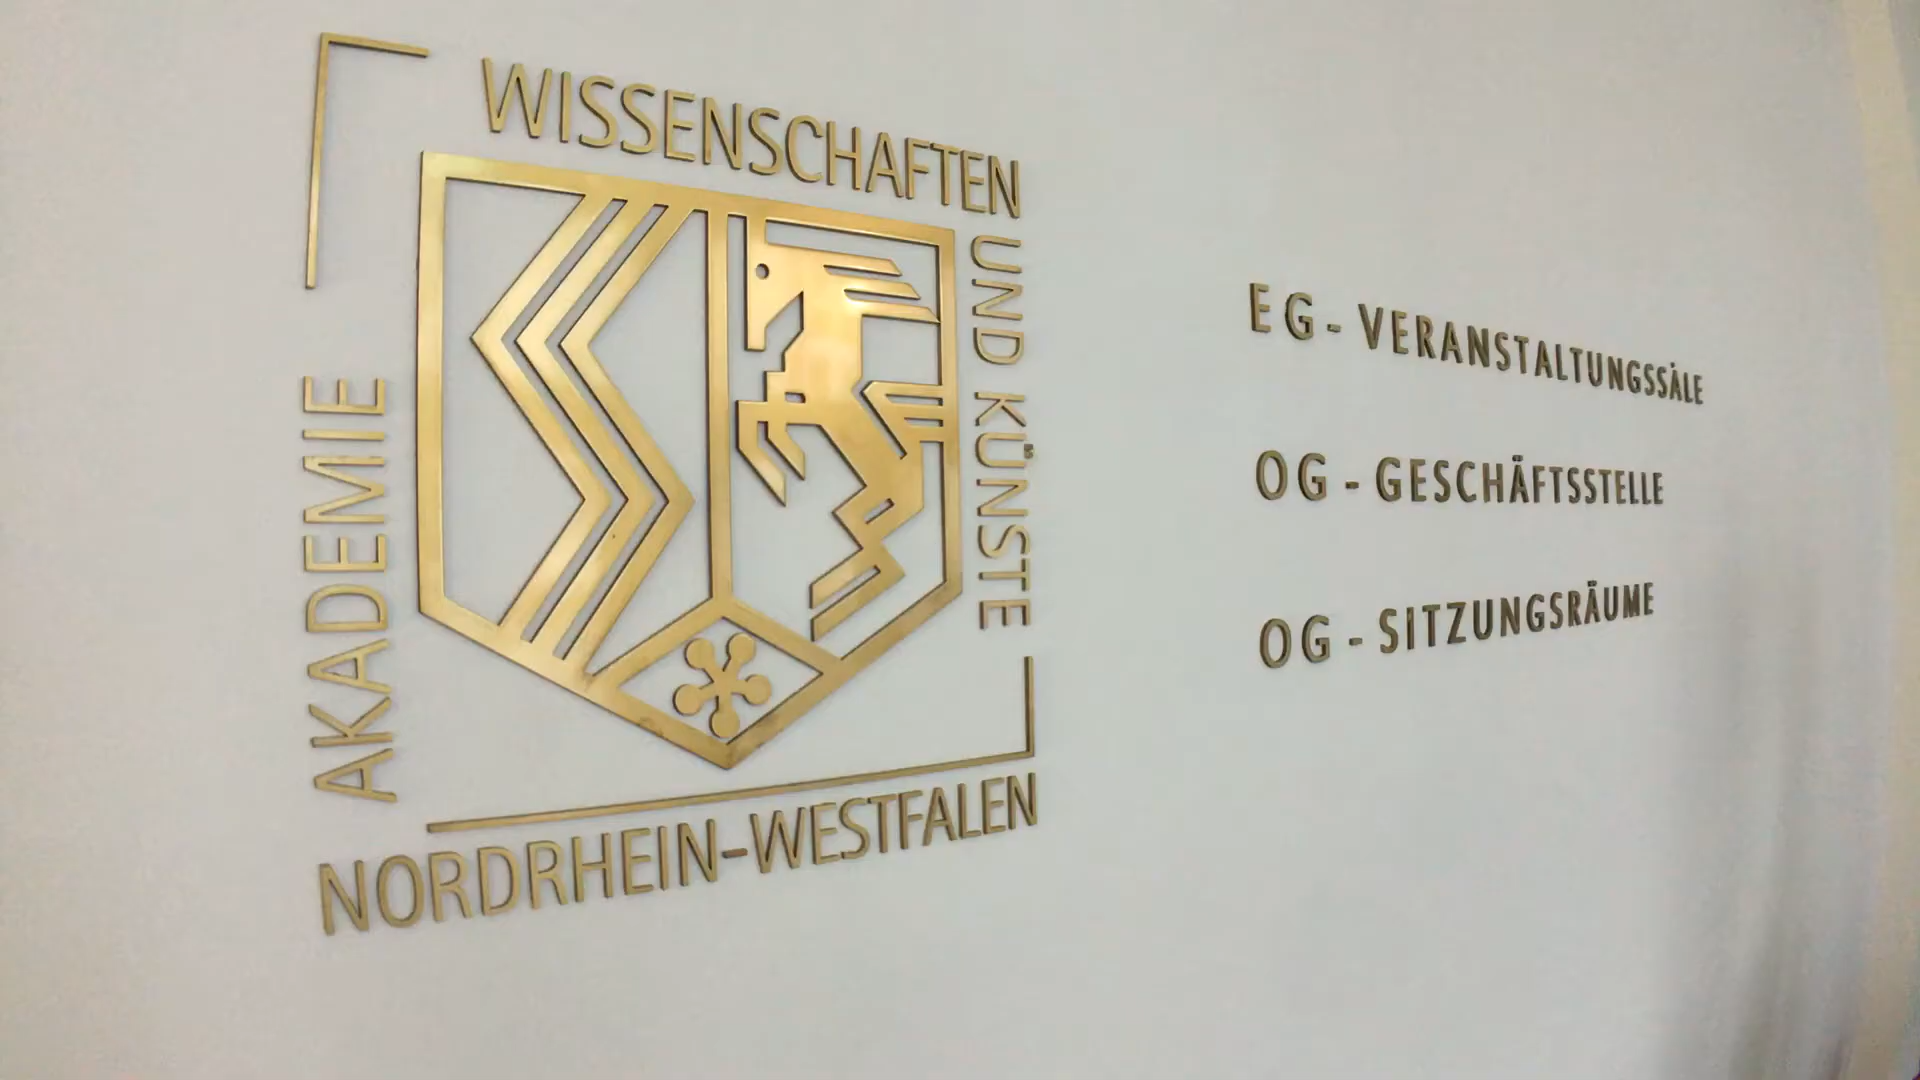 AKADEMIE
WISSENSCHAFTEN
UND KÜNSTE
NORDRHEIN-WESTFALEN
EG - VERANSTALTUNGSSÄLE
OG - GESCHÄFTSSTELLE
OG - SITZUNGSRÄUME